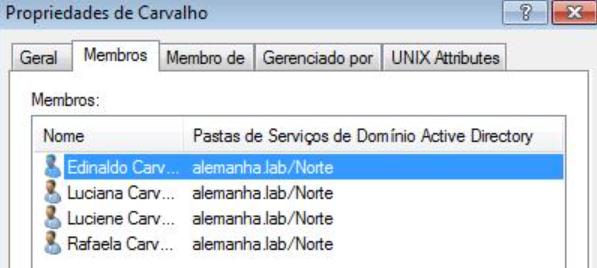 Propriedades de Carvalho
Geral Membros Membro de Gerenciado por UNIX Attributes
Membros:
Nome Pastas de Serviços de Domínio Active Directory
Edinaldo Carv... alemanha.lab/Norte
Luciana Carv... alemanha.lab/Norte
Luciene Carv... alemanha.lab/Norte
Rafaela Carv... alemanha.lab/Norte